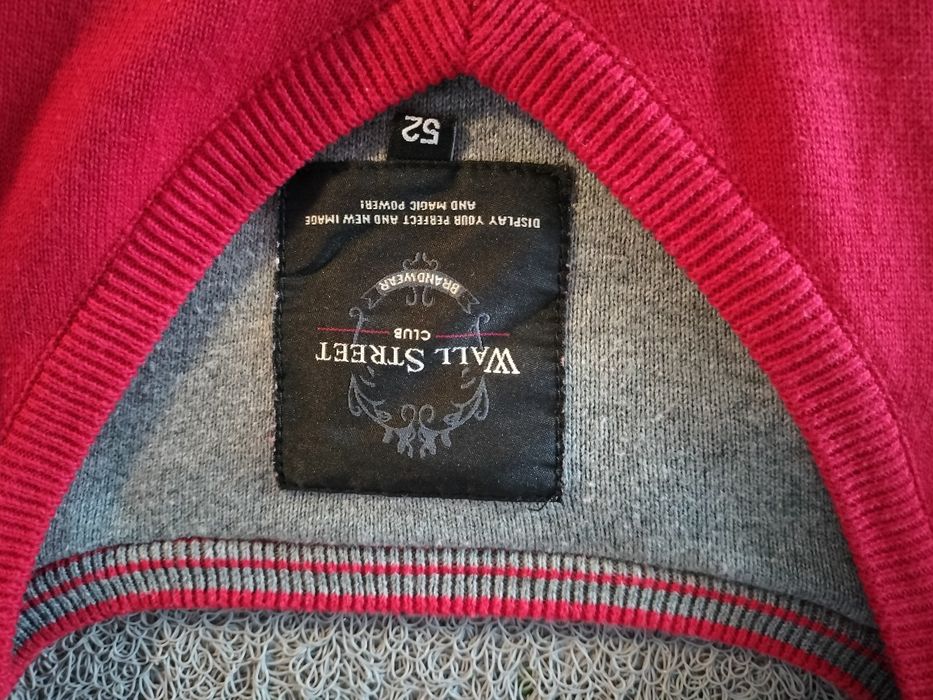 WALL STREET
CLUB
BRANDWEAR
DISPLAY YOUR PERFECT AND NEW IMAGE
AND MAGIC POWER!
52